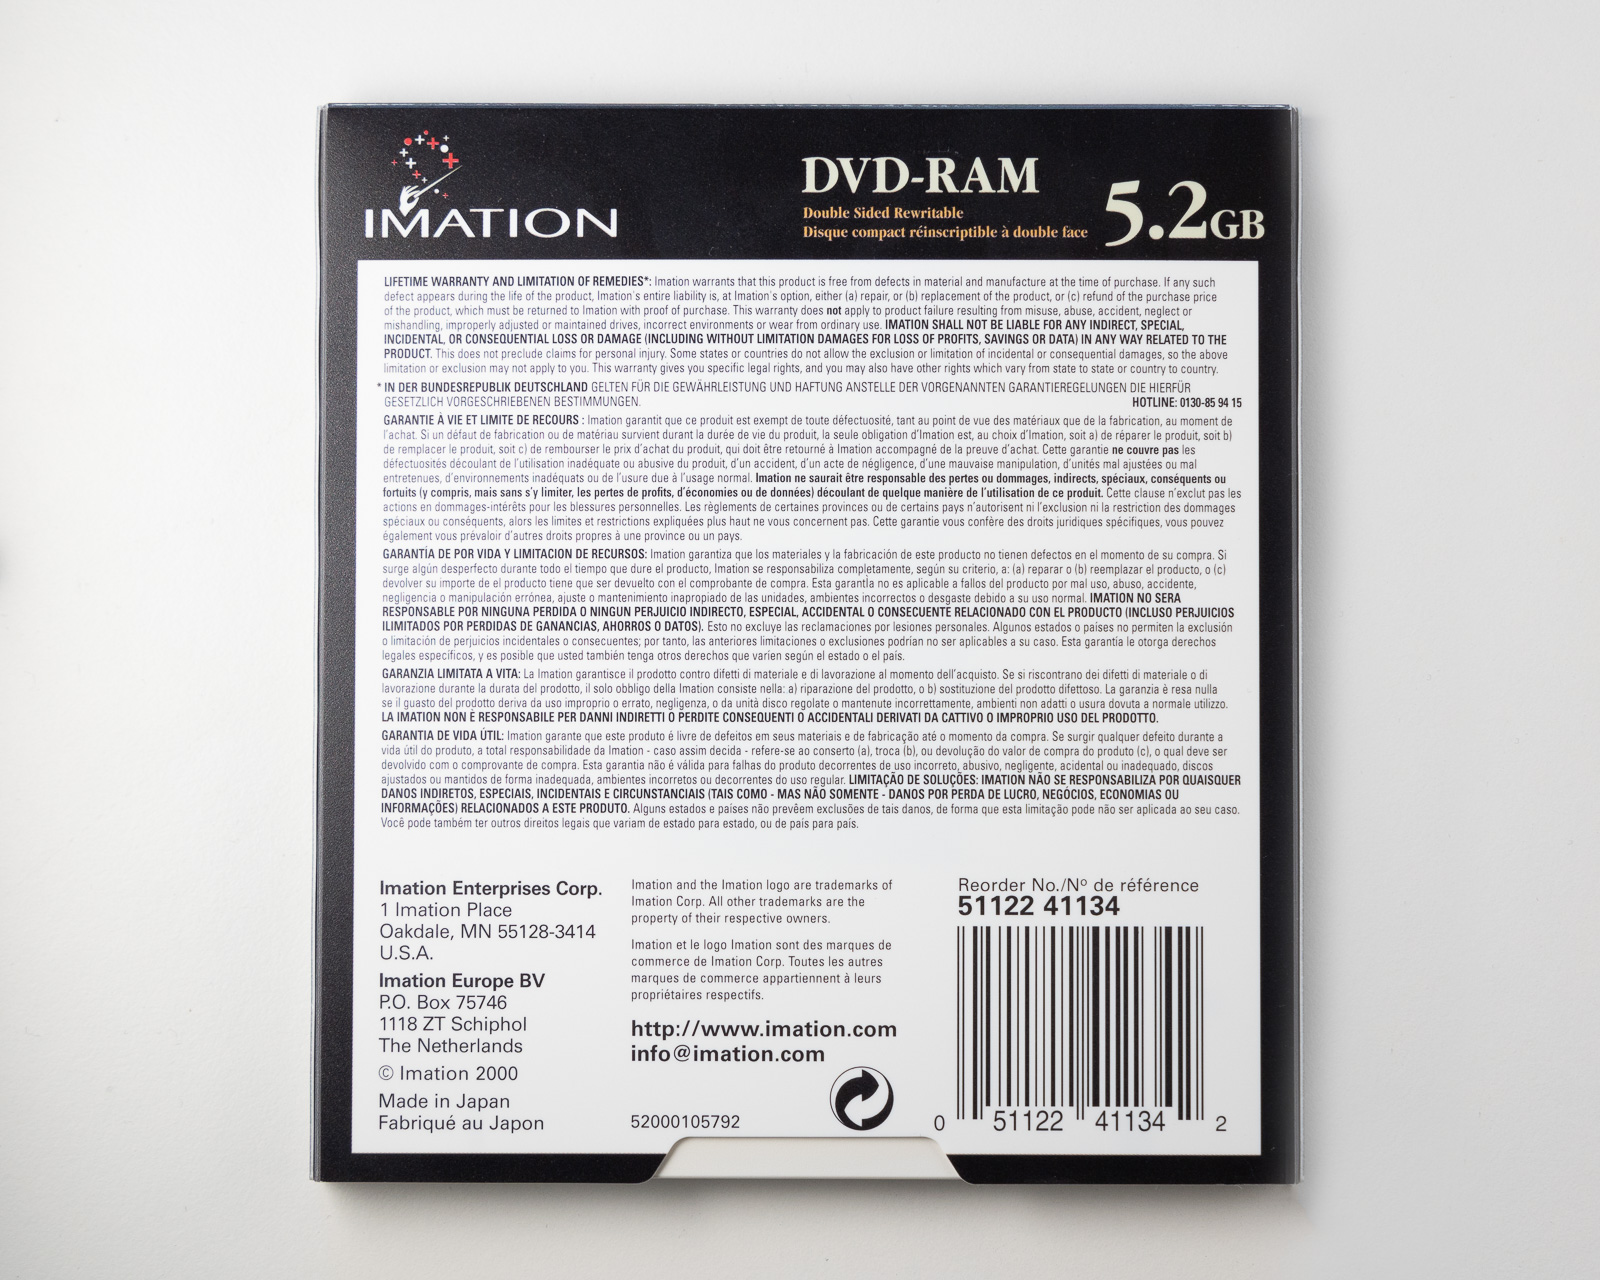 IMATION
DVD-RAM
Double Sided Rewritable
Disque compact réinscriptible à double face
5.2GB
LIFETIME WARRANTY AND LIMITATION OF REMEDIES*: Imation warrants that this product is free from defects in material and manufacture at the time of purchase. If any such
defect appears during the life of the product, Imation's entire liability is, at Imation's option, either (a) repair, or (b) replacement of the product, or (c) refund of the purchase price
of the product, which must be returned to Imation with proof of purchase. This warranty does not apply to product failure resulting from misuse, abuse, accident, neglect or
mishandling, improperly adjusted or maintained drives, incorrect environments or wear from ordinary use. IMATION SHALL NOT BE LIABLE FOR ANY INDIRECT, SPECIAL,
INCIDENTAL, OR CONSEQUENTIAL LOSS OR DAMAGE (INCLUDING WITHOUT LIMITATION DAMAGES FOR LOSS OF PROFITS, SAVINGS OR DATA) IN ANY WAY RELATED TO THE
PRODUCT. This does not preclude claims for personal injury. Some states or countries do not allow the exclusion or limitation of incidental or consequential damages, so the above
limitation or exclusion may not apply to you. This warranty gives you specific legal rights, and you may also have other rights which vary from state to state or country to country.
* IN DER BUNDESREPUBLIK DEUTSCHLAND GELTEN FÜR DIE GEWÄHRLEISTUNG UND HAFTUNG ANSTELLE DER VORGENANNTEN GARANTIEREGELUNGEN DIE HIERFÜR
GESETZLICH VORGESCHRIEBENEN BESTIMMUNGEN. HOTLINE: 0130-85 94 15
GARANTIE À VIE ET LIMITE DE RECOURS : Imation garantit que ce produit est exempt de toute défectuosité, tant au point de vue des matériaux que de la fabrication, au moment de
l'achat. Si un défaut de fabrication ou de matériau survient durant la durée de vie du produit, la seule obligation d'Imation est, au choix d'Imation, soit a) de réparer le produit, soit b)
de remplacer le produit, soit c) de rembourser le prix d'achat du produit, qui doit être retourné à Imation accompagné de la preuve d'achat. Cette garantie ne couvre pas les
défectuosités découlant de l'utilisation inadéquate ou abusive du produit, d'un accident, d'un acte de négligence, d'une mauvaise manipulation, d'unités mal ajustées ou mal
entretenues, d'environnements inadéquats ou de l'usure due à l'usage normal. Imation ne saurait être responsable des pertes ou dommages, indirects, spéciaux, conséquents ou
fortuits (y compris, mais sans s'y limiter, les pertes de profits, d'économies ou de données) découlant de quelque manière de l'utilisation de ce produit. Cette clause n'exclut pas les
actions en dommages-intérêts pour les blessures personnelles. Les règlements de certaines provinces ou de certains pays n'autorisent ni l'exclusion ni la restriction des dommages
spéciaux ou conséquents, alors les limites et restrictions expliquées plus haut ne vous concernent pas. Cette garantie vous confère des droits juridiques spécifiques, vous pouvez
également vous prévaloir d'autres droits propres à une province ou un pays.
GARANTÍA DE POR VIDA Y LIMITACION DE RECURSOS: Imation garantiza que los materiales y la fabricación de este producto no tienen defectos en el momento de su compra. Si
surge algún desperfecto durante todo el tiempo que dure el producto, Imation se responsabiliza completamente, según su criterio, a: (a) reparar o (b) reemplazar el producto, o (c)
devolver su importe de el producto tiene que ser devuelto con el comprobante de compra. Esta garantía no es aplicable a fallos del producto por mal uso, abuso, accidente,
negligencia o manipulación errónea, ajuste o mantenimiento inapropiado de las unidades, ambientes incorrectos o desgaste debido a su uso normal. IMATION NO SERA
RESPONSABLE POR NINGUNA PERDIDA O NINGUN PERJUICIO INDIRECTO, ESPECIAL, ACCIDENTAL O CONSECUENTE RELACIONADO CON EL PRODUCTO (INCLUSO PERJUICIOS
ILIMITADOS POR PERDIDAS DE GANANCIAS, AHORROS O DATOS). Esto no excluye las reclamaciones por lesiones personales. Algunos estados o países no permiten la exclusión
o limitación de perjuicios incidentales o consecuentes; por tanto, las anteriores limitaciones o exclusiones podrían no ser aplicables a su caso. Esta garantía le otorga derechos
legales específicos, y es posible que usted también tenga otros derechos que varíen según el estado o el país.
GARANZIA LIMITATA A VITA: La Imation garantisce il prodotto contro difetti di materiale e di lavorazione al momento dell'acquisto. Se si riscontrano dei difetti di materiale o di
lavorazione durante la durata del prodotto, il solo obbligo della Imation consiste nella: a) riparazione del prodotto, o b) sostituzione del prodotto difettoso. La garanzia è resa nulla
se il guasto del prodotto deriva da uso improprio o errato, negligenza, o da unità disco regolate o mantenute incorrettamente, ambienti non adatti o usura dovuta a normale utilizzo.
LA IMATION NON È RESPONSABILE PER DANNI INDIRETTI O PERDITE CONSEQUENTI O ACCIDENTALI DERIVATI DA CATTIVO O IMPROPRIO USO DEL PRODOTTO.
GARANTIA DE VIDA ÚTIL: Imation garante que este produto é livre de defeitos em seus materiais e de fabricação até o momento da compra. Se surgir qualquer defeito durante a
vida útil do produto, a total responsabilidade da Imation - caso assim decida - refere-se ao conserto (a), troca (b), ou devolução do valor de compra do produto (c), o qual deve ser
devolvido com o comprovante de compra. Esta garantia não é válida para falhas do produto decorrentes de uso incorreto, abusivo, negligente, acidental ou inadequado, discos
ajustados ou mantidos de forma inadequada, ambientes incorretos ou decorrentes do uso regular. LIMITAÇÃO DE SOLUÇÕES: IMATION NÃO SE RESPONSABILIZA POR QUAISQUER
DANOS INDIRETOS, ESPECIAIS, INCIDENTAIS E CIRCUNSTANCIAIS (TAIS COMO - MAS NÃO SOMENTE - DANOS POR PERDA DE LUCRO, NEGÓCIOS, ECONOMIAS OU
INFORMAÇÕES) RELACIONADOS A ESTE PRODUTO. Alguns estados e países não prevêem exclusões de tais danos, de forma que esta limitação pode não ser aplicada ao seu caso.
Você pode também ter outros direitos legais que variam de estado para estado, ou de país para país.
Imation Enterprises Corp.
1 Imation Place
Oakdale, MN 55128-3414
U.S.A.
Imation Europe BV
P.O. Box 75746
1118 ZT Schiphol
The Netherlands
© Imation 2000
Made in Japan
Fabriqué au Japon
Imation and the Imation logo are trademarks of
Imation Corp. All other trademarks are the
property of their respective owners.
Imation et le logo Imation sont des marques de
commerce de Imation Corp. Toutes les autres
marques de commerce appartiennent à leurs
propriétaires respectifs.
http://www.imation.com
info@imation.com
52000105792
Reorder No./Nº de référence
51122 41134
0 51122 41134 2